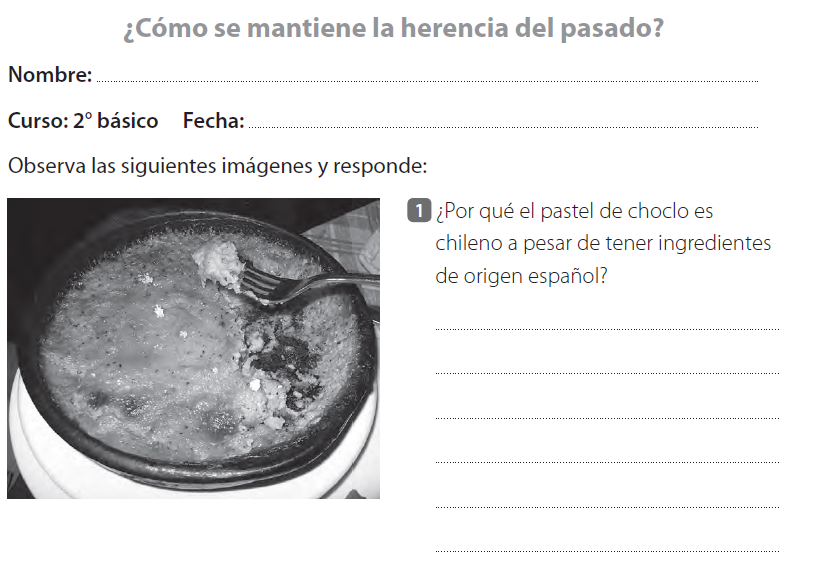 ¿Cómo se mantiene la herencia del pasado?
Nombre:
Curso: 2° básico Fecha:
Observa las siguientes imágenes y responde:
1 ¿Por qué el pastel de choclo es
chileno a pesar de tener ingredientes
de origen español?